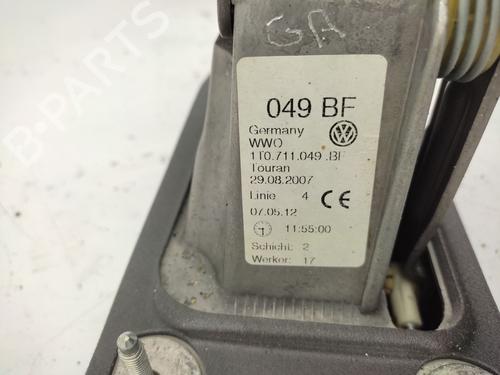 GA
049 BF
Germany
WWO
1T0.711.049 .BF
Touran
29.08.2007
Linie 4 CE
07.05.12
11:55:00
Schicht: 2
Werker: 17